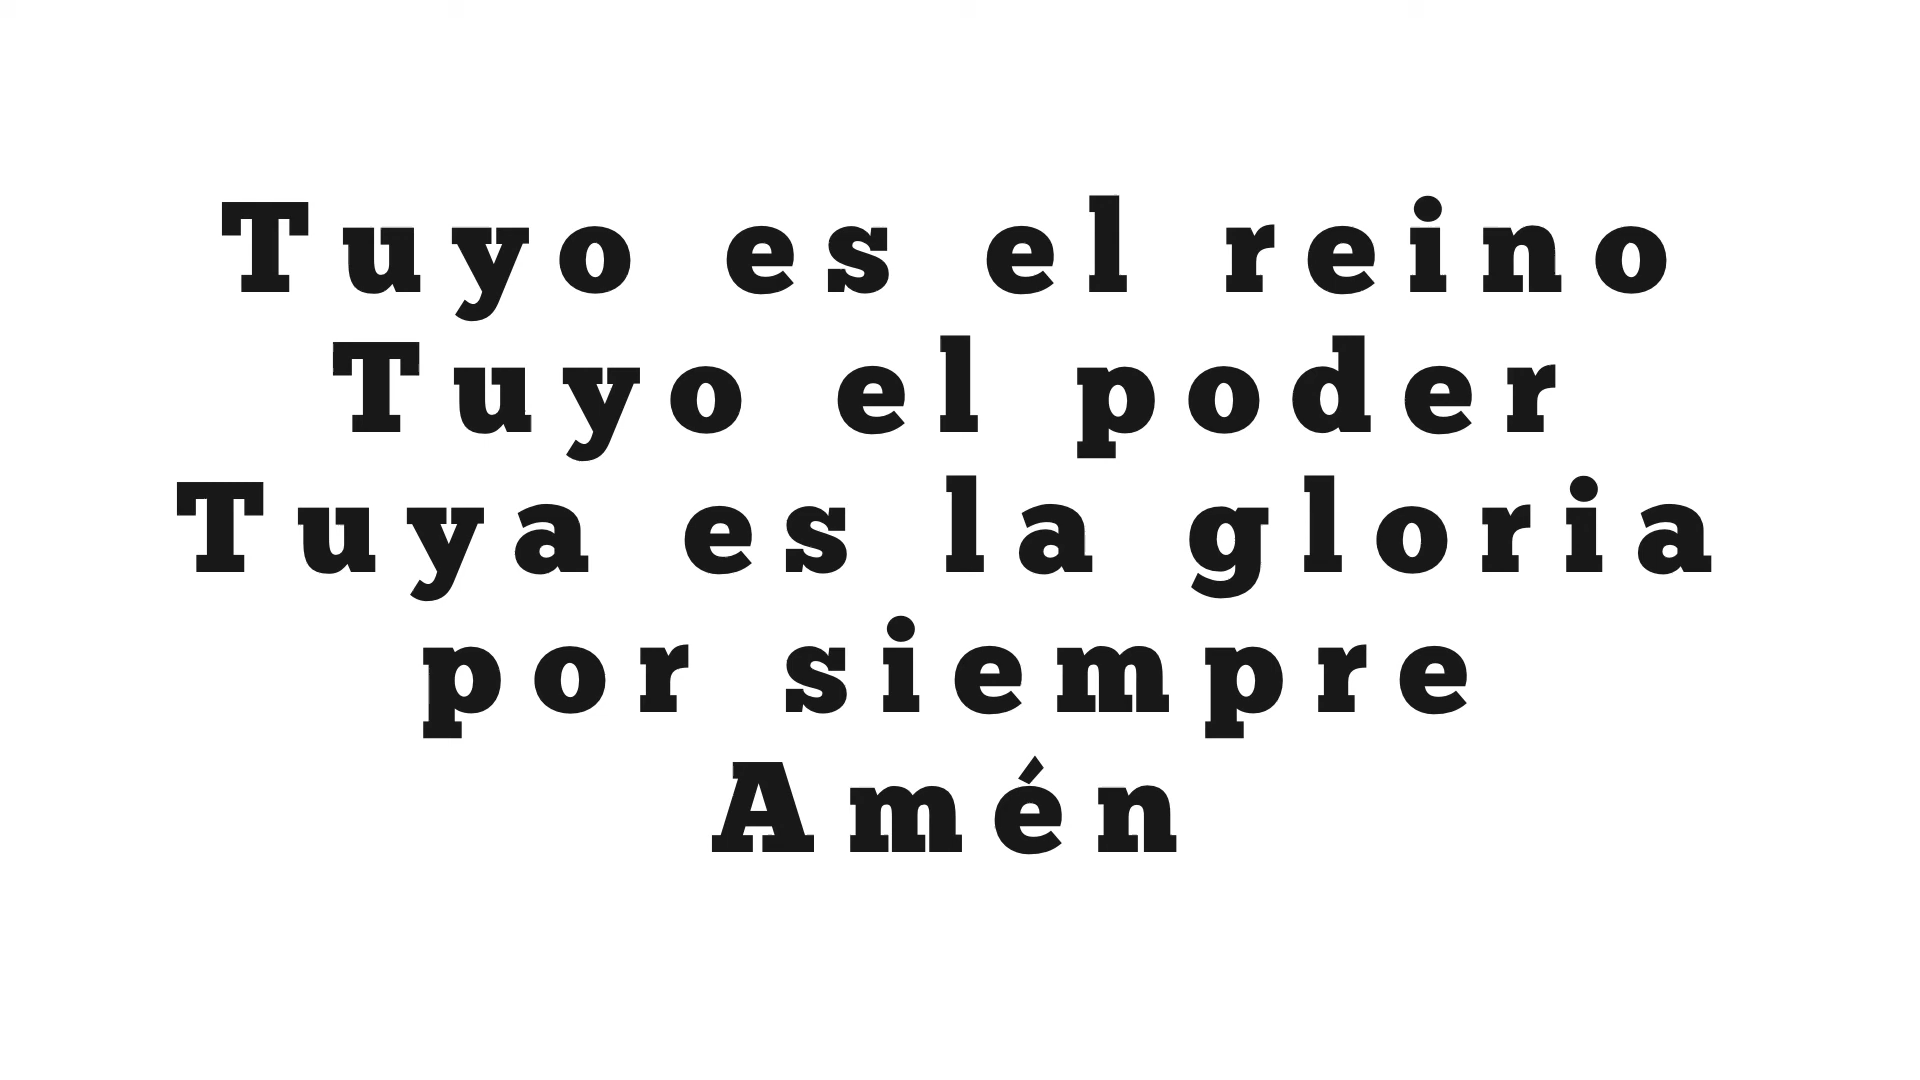 Tuyo es el reino
Tuyo el poder
Tuya es la gloria
por siempre
Amén